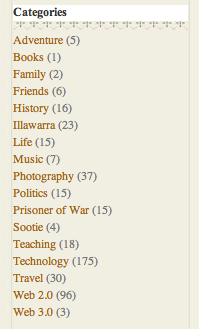 Categories
Adventure (5)
Books (1)
Family (2)
Friends (6)
History (16)
Illawarra (23)
Life (15)
Music (7)
Photography (37)
Politics (15)
Prisoner of War (15)
Sootie (4)
Teaching (18)
Technology (175)
Travel (30)
Web 2.0 (96)
Web 3.0 (3)